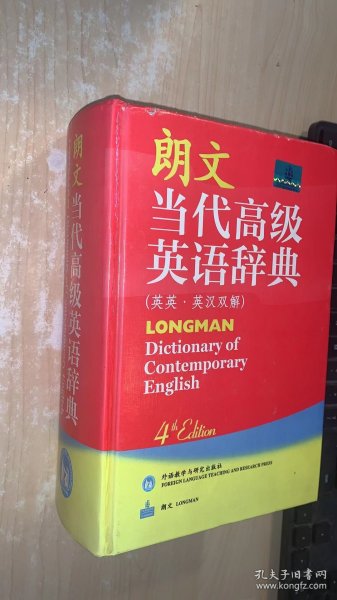 朗文
当代高级
英语辞典
(英英·英汉双解)
LONGMAN
Dictionary of
Contemporary
English
4th Edition
外语教学与研究出版社
FOREIGN LANGUAGE TEACHING AND RESEARCH PRESS
朗文 LONGMAN
朗文
当代高级英语辞典
孔夫子旧书网